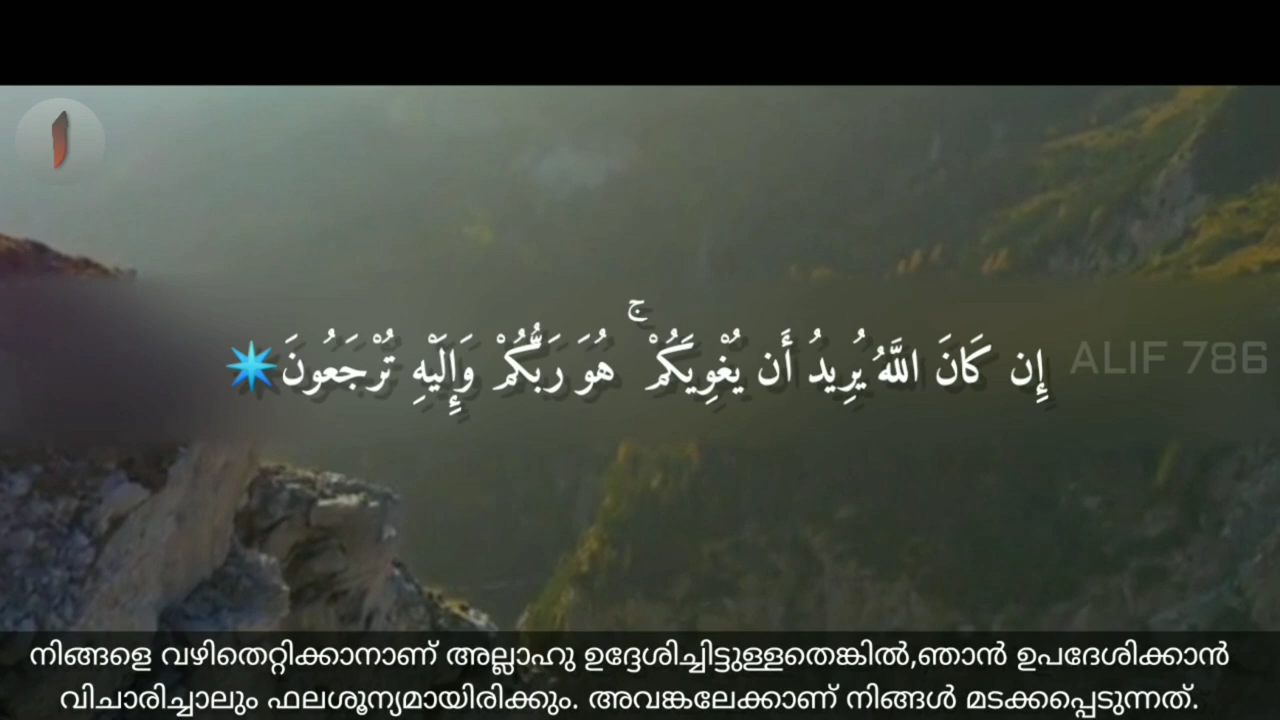 إِن كَانَ اللَّهُ يُرِيدُ أَن يُغْوِيَكُمْ ۚ هُوَ رَبُّكُمْ وَإِلَيْهِ تُرْجَعُونَ
ALIF 786
നിങ്ങളെ വഴിതെറ്റിക്കാനാണ് അല്ലാഹു ഉദ്ദേശിച്ചിട്ടുള്ളതെങ്കിൽ,ഞാൻ ഉപദേശിക്കാൻ
വിചാരിച്ചാലും ഫലശൂന്യമായിരിക്കും. അവങ്കലേക്കാണ് നിങ്ങൾ മടക്കപ്പെടുന്നത്.